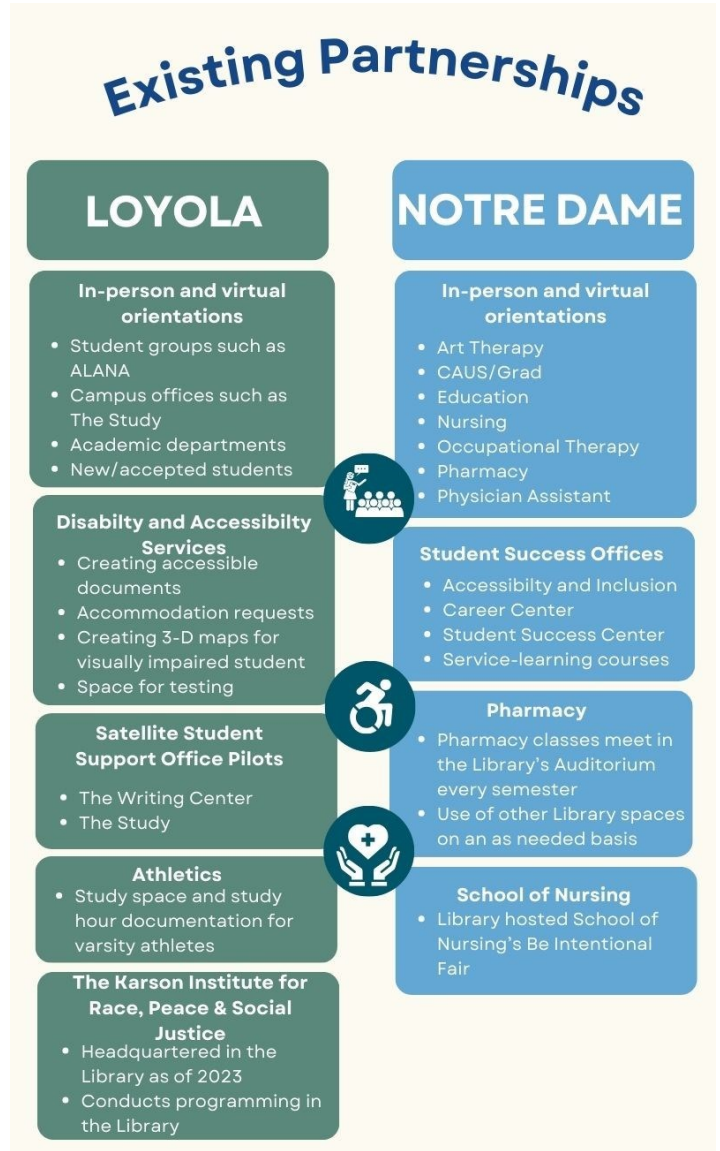 Existing Partnerships
LOYOLA
In-person and virtual
orientations
• Student groups such as
ALANA
• Campus offices such as
The Study
• Academic departments
• New/accepted students
Disabilty and Accessibilty
Services
• Creating accessible
documents
• Accommodation requests
• Creating 3-D maps for
visually impaired student
• Space for testing
Satellite Student
Support Office Pilots
• The Writing Center
• The Study
Athletics
• Study space and study
hour documentation for
varsity athletes
The Karson Institute for
Race, Peace & Social
Justice
• Headquartered in the
Library as of 2023
• Conducts programming in
the Library
NOTRE DAME
In-person and virtual
orientations
• Art Therapy
• CAUS/Grad
• Education
• Nursing
• Occupational Therapy
• Pharmacy
• Physician Assistant
Student Success Offices
• Accessibilty and Inclusion
• Career Center
• Student Success Center
• Service-learning courses
Pharmacy
• Pharmacy classes meet in
the Library's Auditorium
every semester
• Use of other Library spaces
on an as needed basis
School of Nursing
• Library hosted School of
Nursing's Be Intentional
Fair